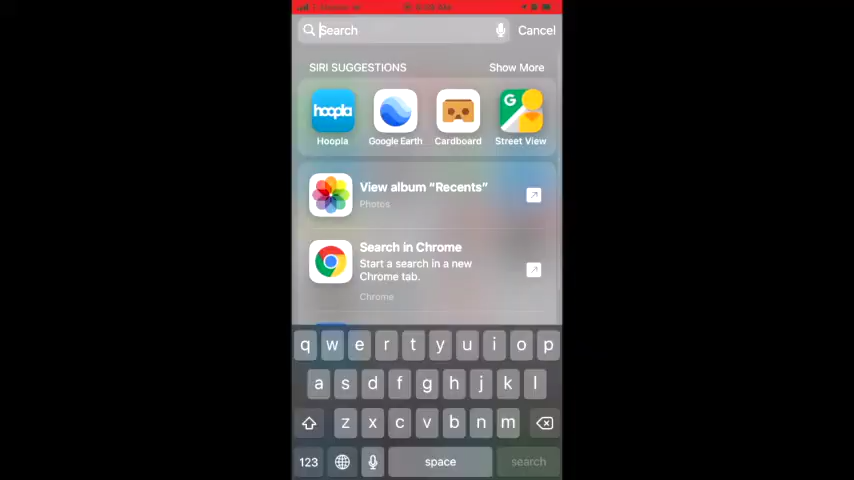 Search
Cancel
SIRI SUGGESTIONS
Show More
hoopla
G
Hoopla
Google Earth
Cardboard
Street View
View album “Recents”
Photos
Search in Chrome
Start a search in a new
Chrome tab.
Chrome
q w e r t y u i o p
a s d f g h j k l
z x c v b n m
123
space
search